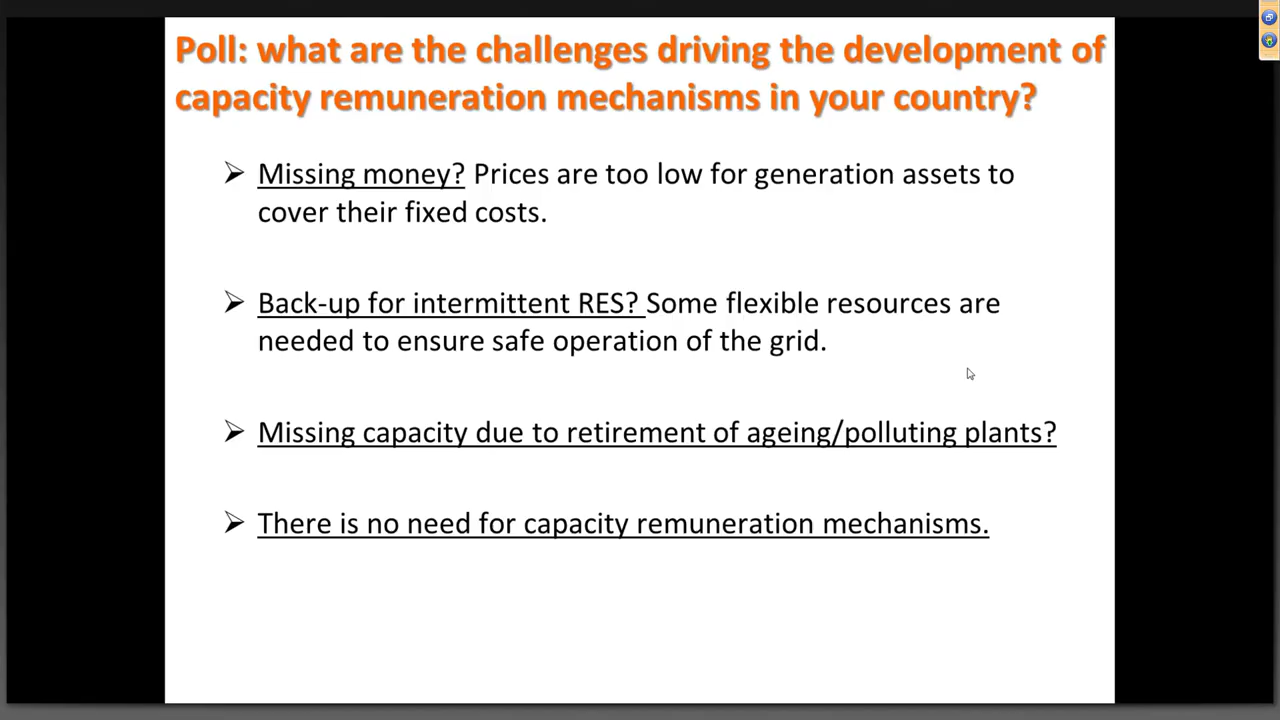 Poll: what are the challenges driving the development of
capacity remuneration mechanisms in your country?
Missing money? Prices are too low for generation assets to
cover their fixed costs.
Back-up for intermittent RES? Some flexible resources are
needed to ensure safe operation of the grid.
Missing capacity due to retirement of ageing/polluting plants?
There is no need for capacity remuneration mechanisms.